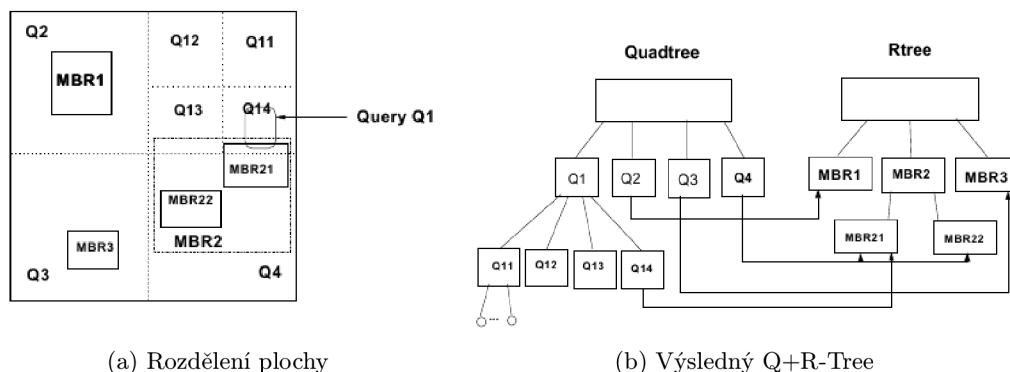 Q2
Q12
Q11
MBR1
Q13
Q14
Query Q1
MBR21
MBR22
MBR2
MBR3
Q3
Q4
(a) Rozdělení plochy
Quadtree
Rtree
Q1
Q2
Q3
Q4
MBR1
MBR2
MBR3
MBR21
MBR22
Q11
Q12
Q13
Q14
...
(b) Výsledný Q+R-Tree